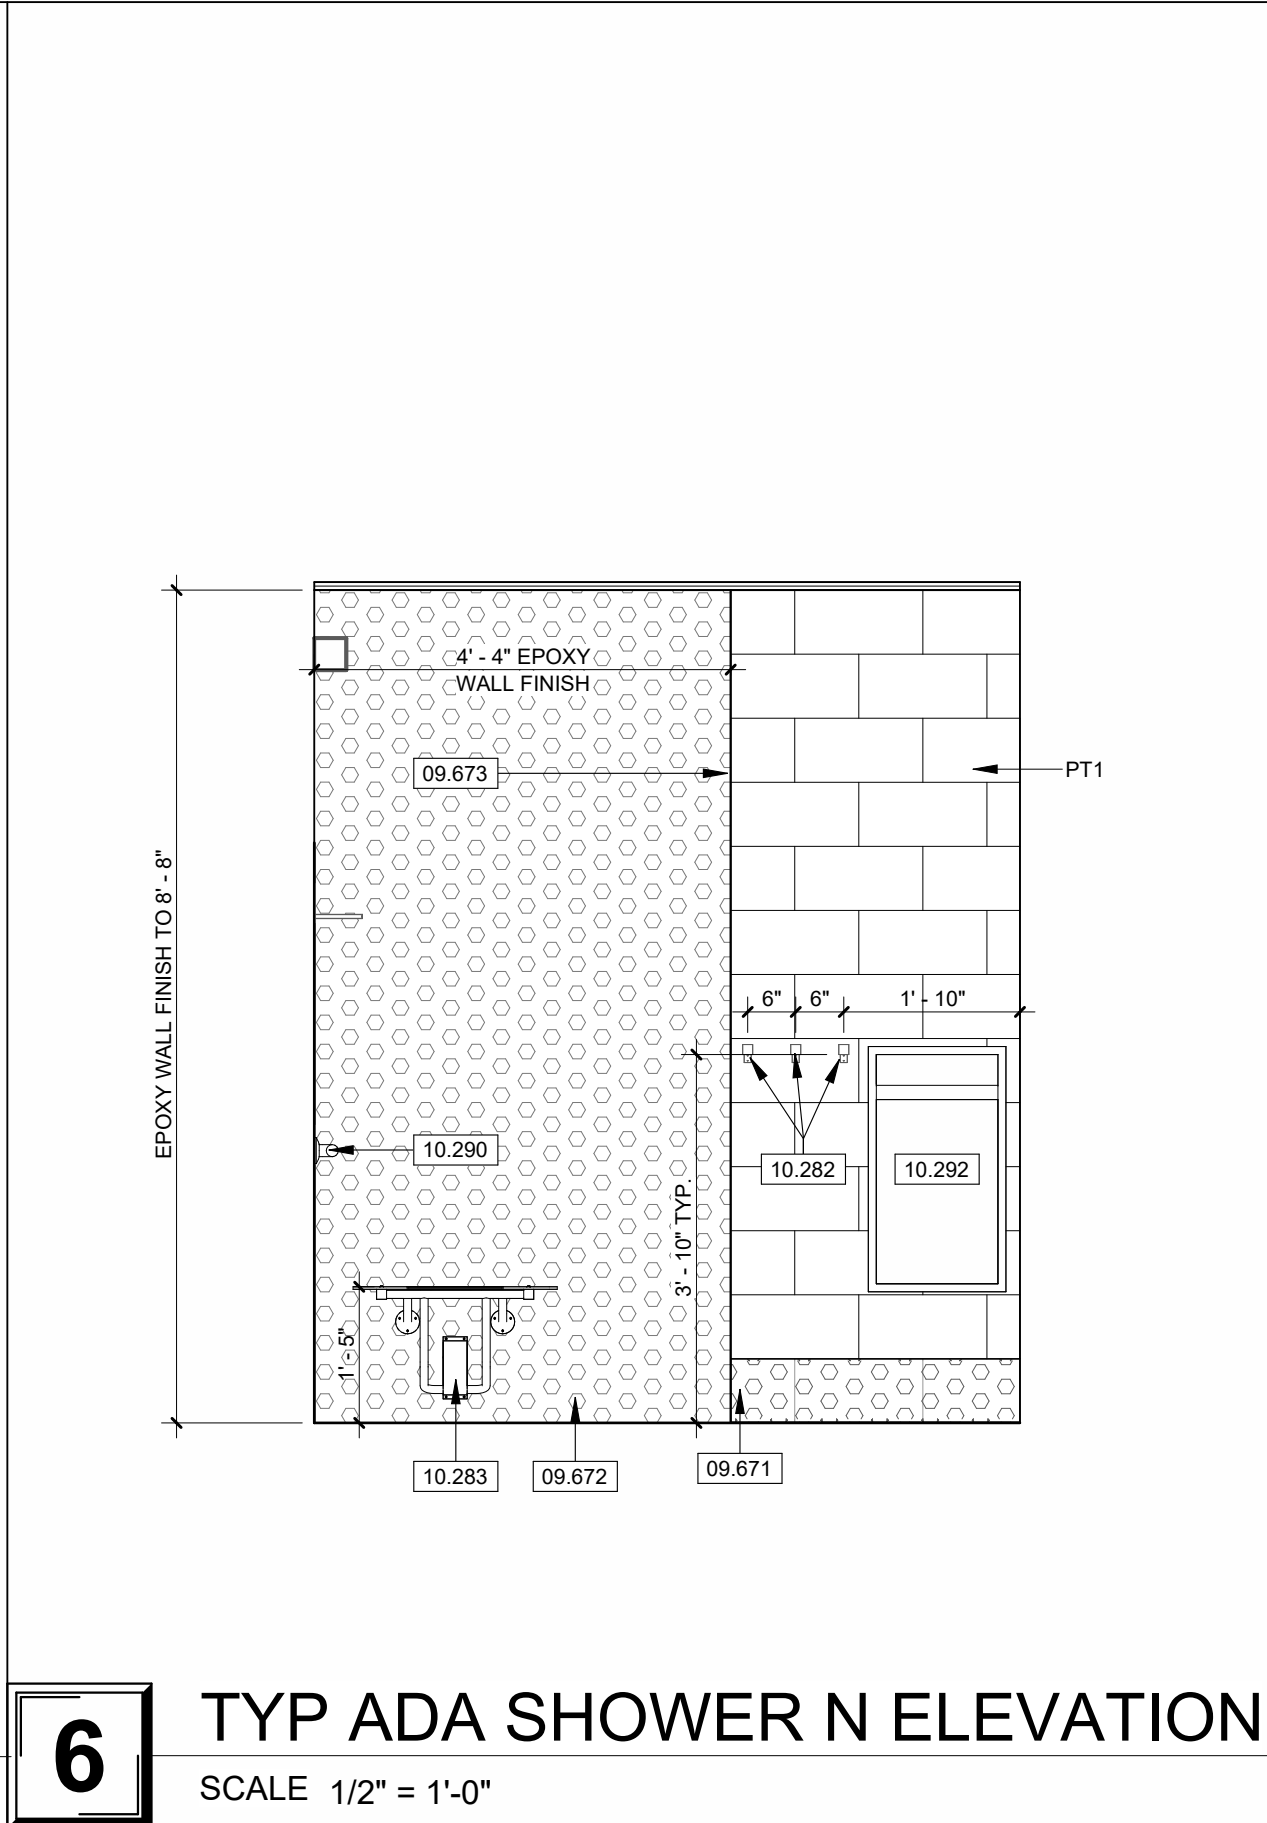 4' - 4" EPOXY
WALL FINISH
09.673
PT1
EPOXY WALL FINISH TO 8' - 8"
6"
6"
1' - 10"
10.290
10.282
10.292
3' - 10" TYP.
1' - 5"
10.283
09.672
09.671
6
TYP ADA SHOWER N ELEVATION
SCALE 1/2" = 1'-0"